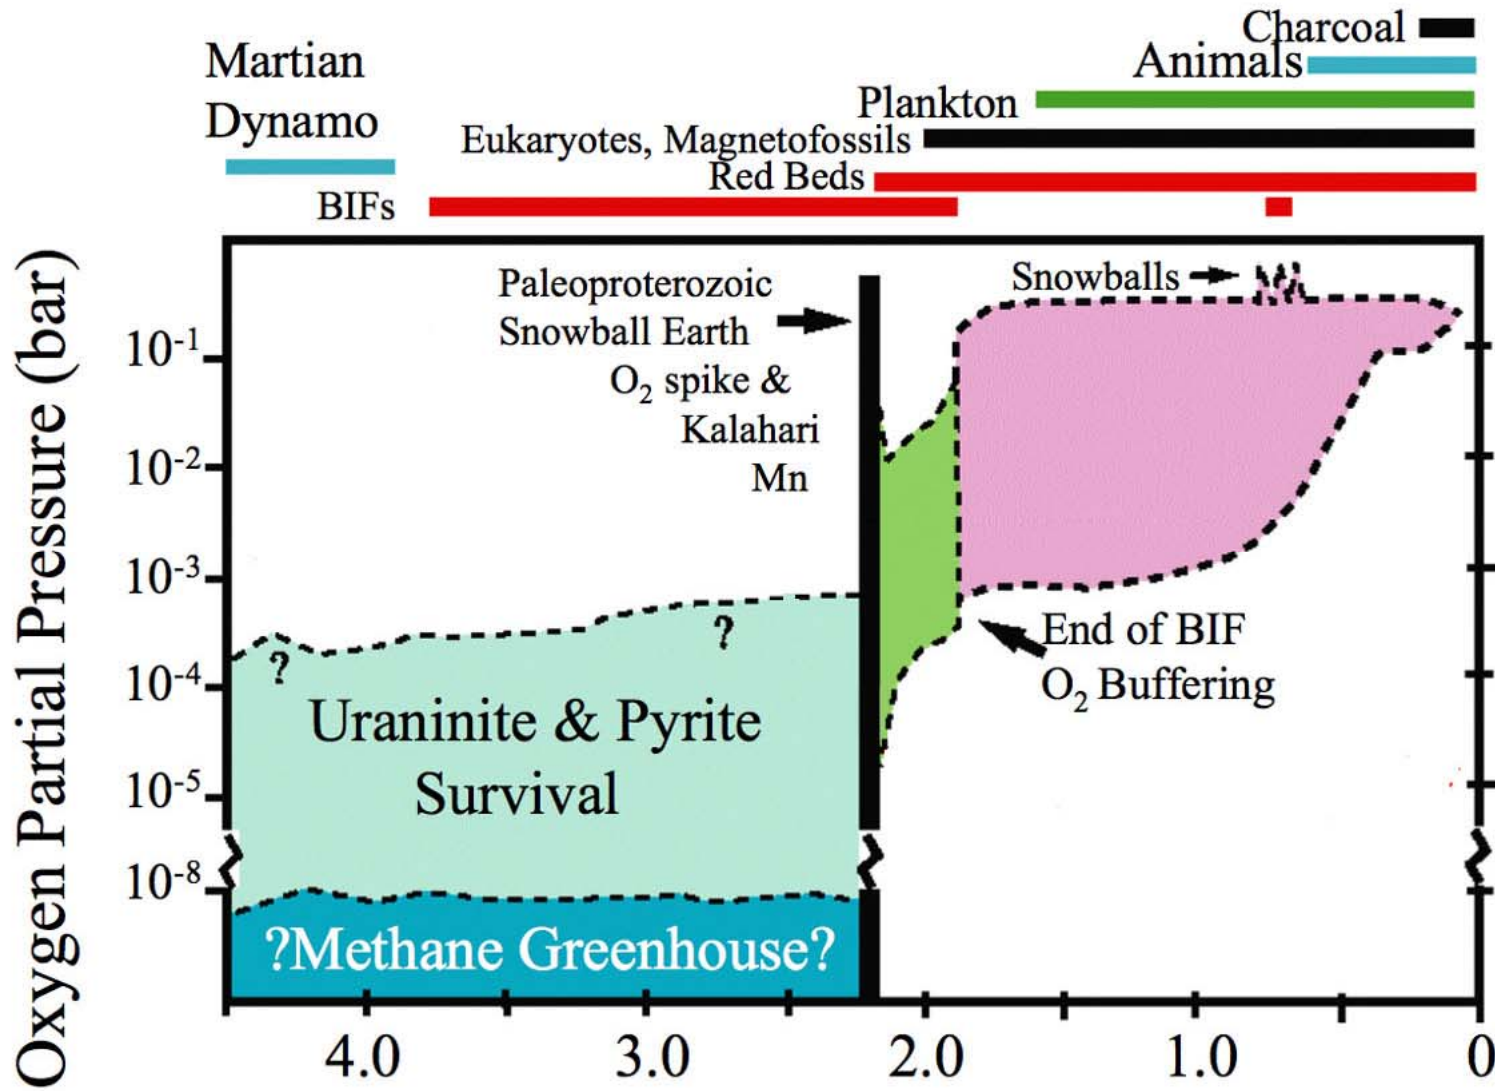 Charcoal
Animals
Martian
Dynamo
Plankton
Eukaryotes, Magnetofossils
Red Beds
BIFs
Oxygen Partial Pressure (bar)
10-1
10-2
10-3
10-4
10-5
10-8
Paleoproterozoic
Snowball Earth
O2 spike &
Kalahari
Mn
Snowballs
?
?
End of BIF
O2 Buffering
Uraninite & Pyrite
Survival
?Methane Greenhouse?
4.0 3.0 2.0 1.0 0